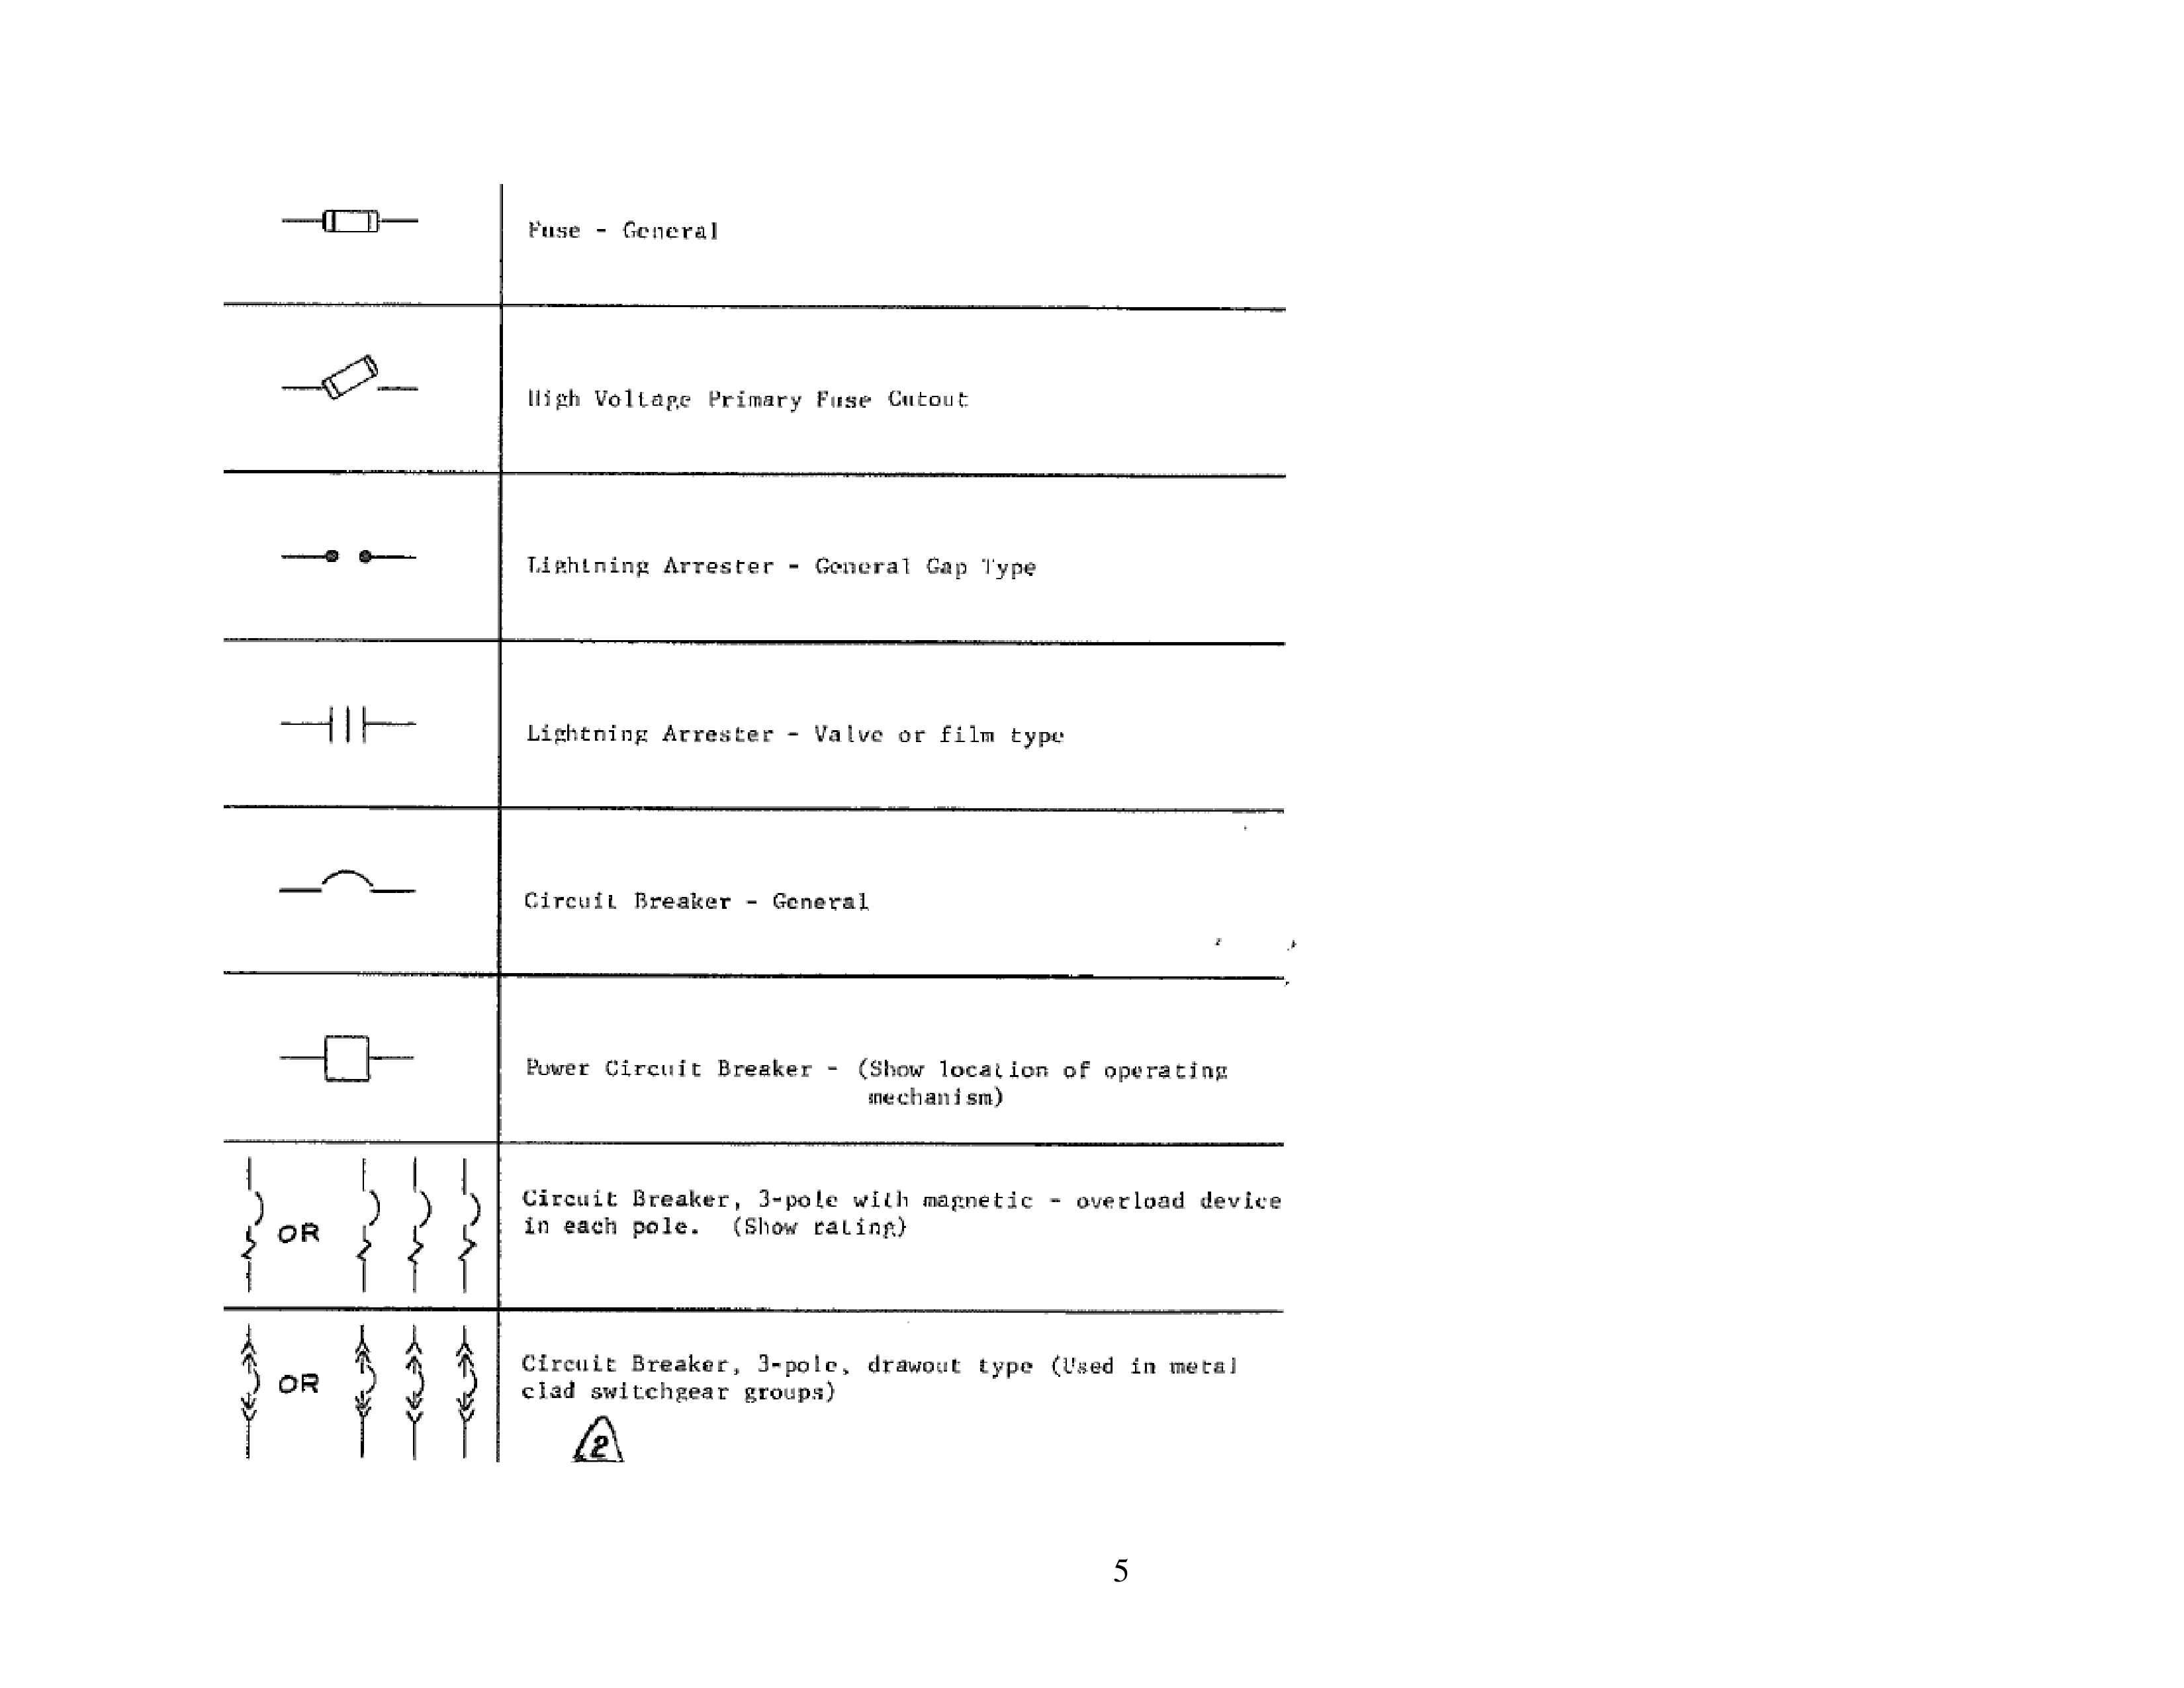 Fuse - General
High Voltage Primary Fuse Cutout
Lightning Arrester - General Gap Type
Lightning Arrester - Valve or film type
Circuit Breaker - General
Power Circuit Breaker - (Show location of operating
mechanism)
OR
Circuit Breaker, 3-pole with magnetic - overload device
in each pole. (Show rating)
OR
Circuit Breaker, 3-pole, drawout type (Used in metal
clad switchgear groups)
2
5